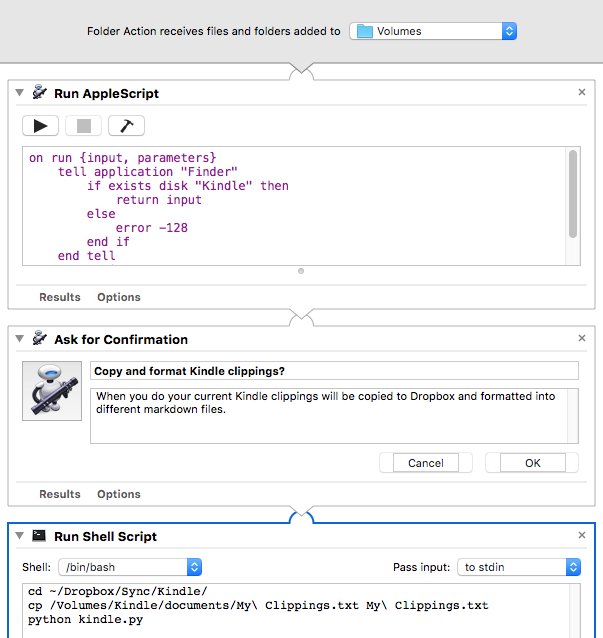 Folder Action receives files and folders added to Volumes
Run AppleScript
on run {input, parameters}
tell application "Finder"
if exists disk "Kindle" then
return input
else
error -128
end if
end tell
Results Options
Ask for Confirmation
Copy and format Kindle clippings?
When you do your current Kindle clippings will be copied to Dropbox and formatted into
different markdown files.
Cancel OK
Results Options
Run Shell Script
Shell: /bin/bash Pass input: to stdin
cd ~/Dropbox/Sync/Kindle/
cp /Volumes/Kindle/documents/My\ Clippings.txt My\ Clippings.txt
python kindle.py